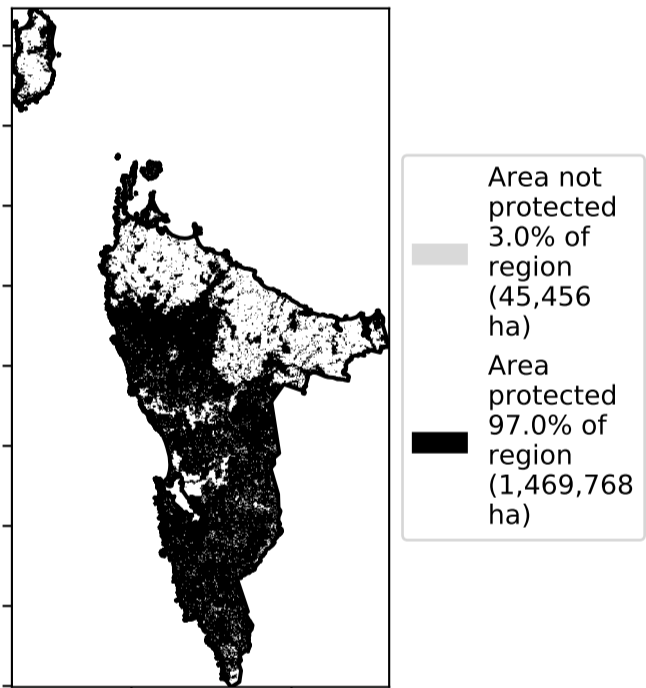 Area not
protected
3.0% of
region
(45,456
ha)
Area
protected
97.0% of
region
(1,469,768
ha)